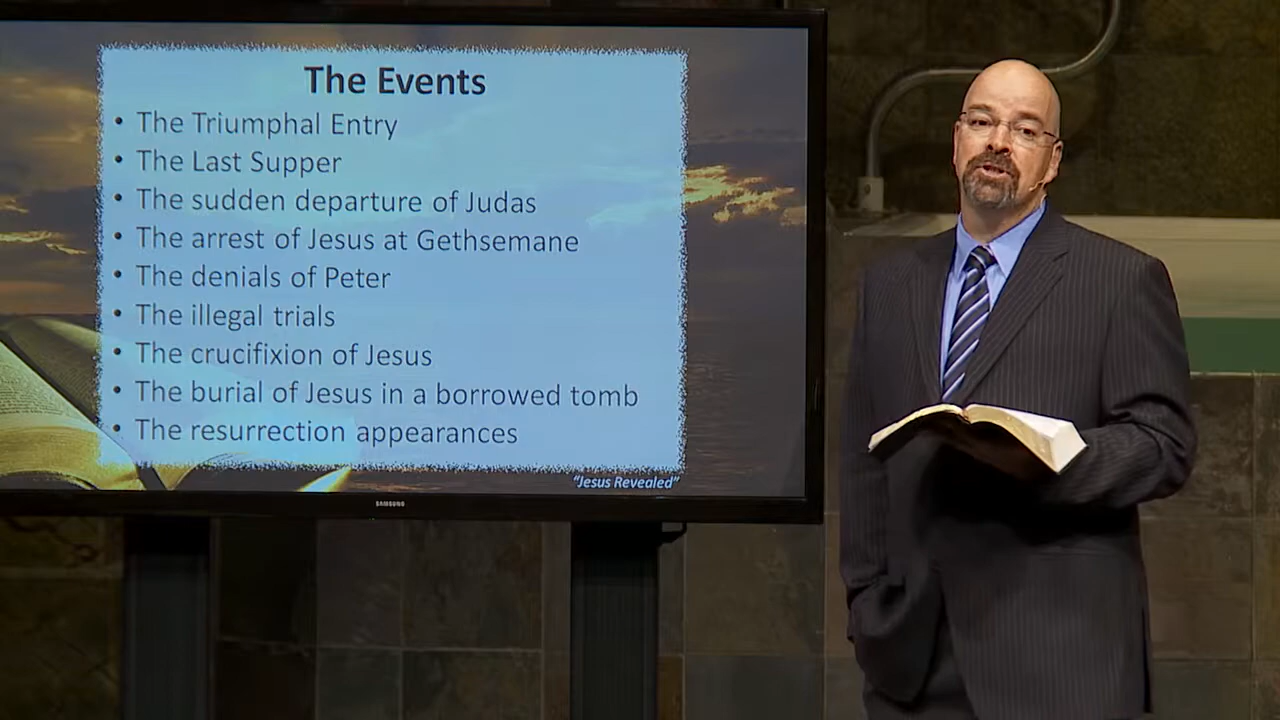 The Events
• The Triumphal Entry
• The Last Supper
• The sudden departure of Judas
• The arrest of Jesus at Gethsemane
• The denials of Peter
• The illegal trials
• The crucifixion of Jesus
• The burial of Jesus in a borrowed tomb
• The resurrection appearances
"Jesus Revealed"
SAMSUNG